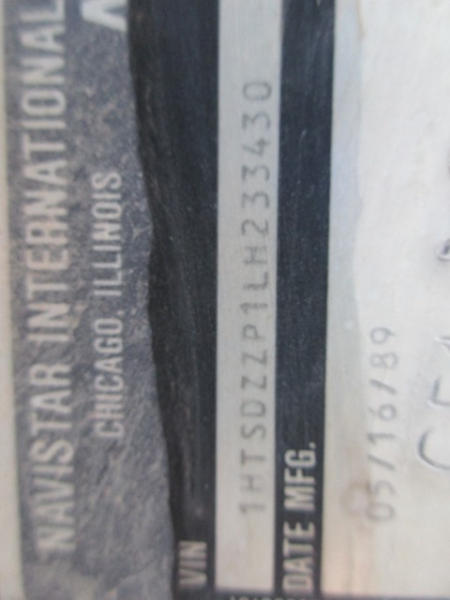 NAVISTAR INTERNATIONAL
CHICAGO, ILLINOIS
VIN
1HTSDZZP1LH233430
DATE MFG.
05/16/89